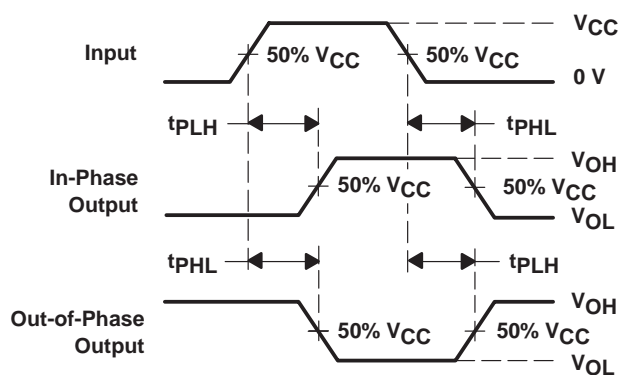 VCC
Input
50% VCC
50% VCC
0 V
tPLH
tPHL
In-Phase
Output
50% VCC
VOH
50% VCC
VOL
tPHL
tPLH
Out-of-Phase
Output
50% VCC
VOH
50% VCC
VOL